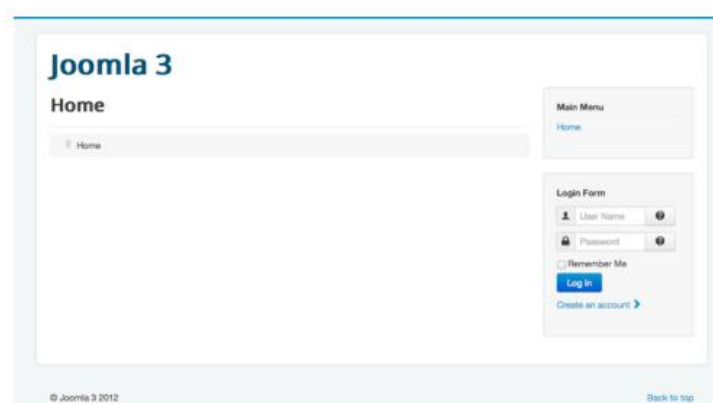 Joomla 3
Home
Home
Main Menu
Home
Login Form
User Name
Password
Remember Me
Log in
Create an account
© Joomla 3 2012
Back to top